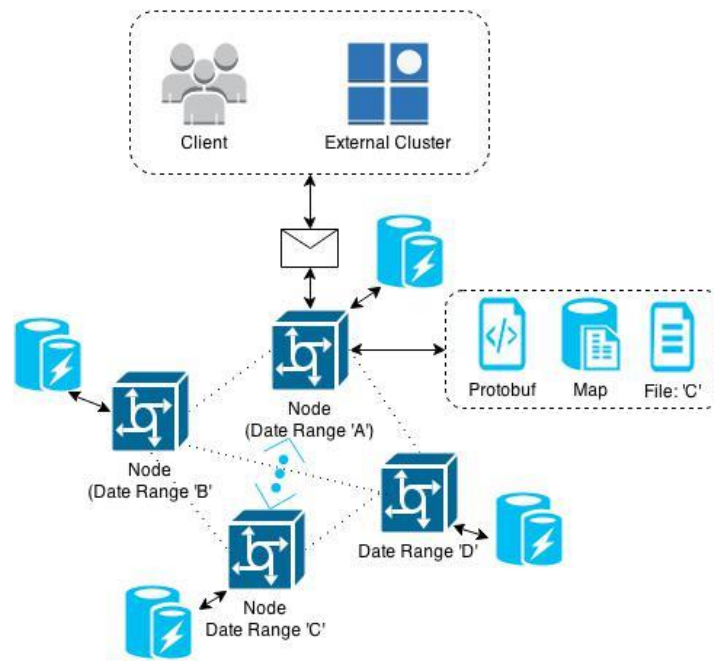 Client
External Cluster
Protobuf
Map
File: 'C'
Node
(Date Range 'A')
Node
(Date Range 'B')
Date Range 'D'
Node
Date Range 'C'